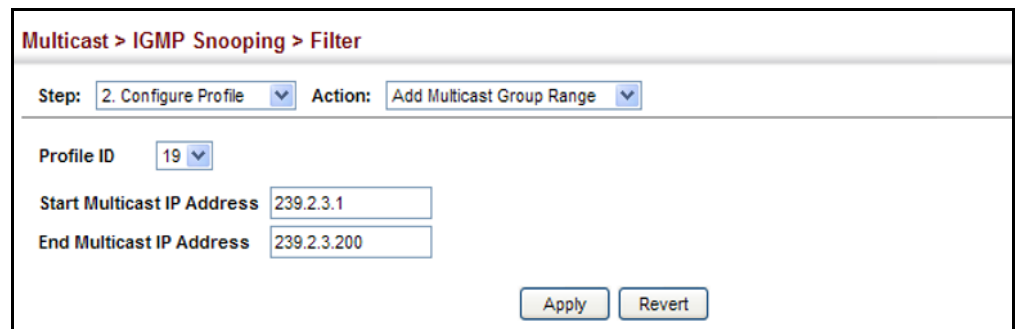 Multicast > IGMP Snooping > Filter
Step: 2. Configure Profile Action: Add Multicast Group Range
Profile ID 19
Start Multicast IP Address 239.2.3.1
End Multicast IP Address 239.2.3.200
Apply Revert